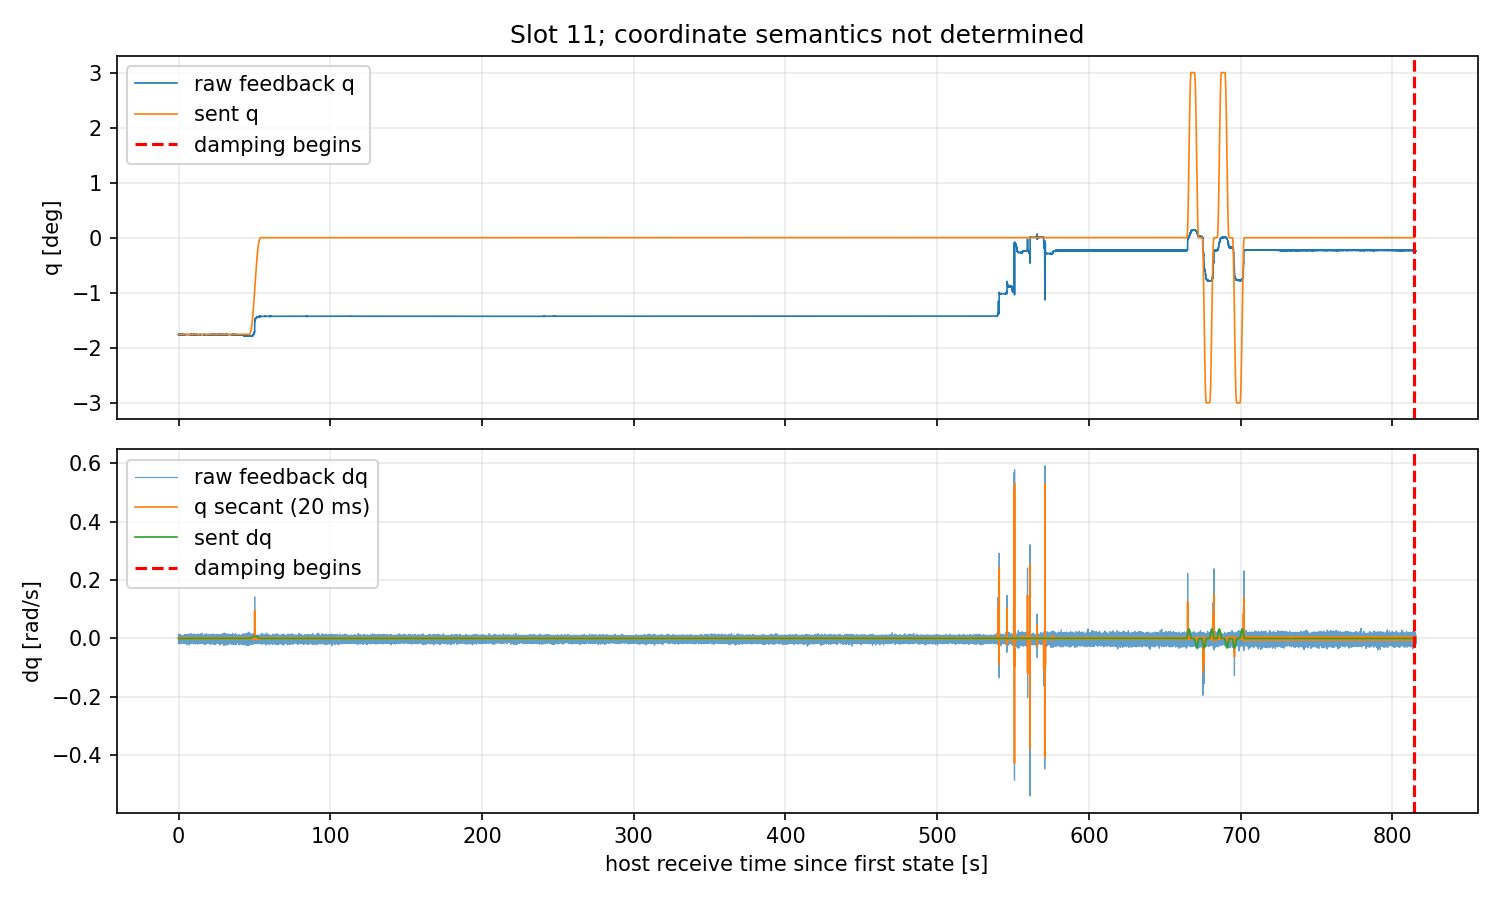 Slot 11; coordinate semantics not determined
3
2
1
0
−1
−2
−3
q [deg]
raw feedback q
sent q
damping begins
0.6
0.4
0.2
0.0
−0.2
−0.4
dq [rad/s]
raw feedback dq
q secant (20 ms)
sent dq
damping begins
0 100 200 300 400 500 600 700 800
host receive time since first state [s]